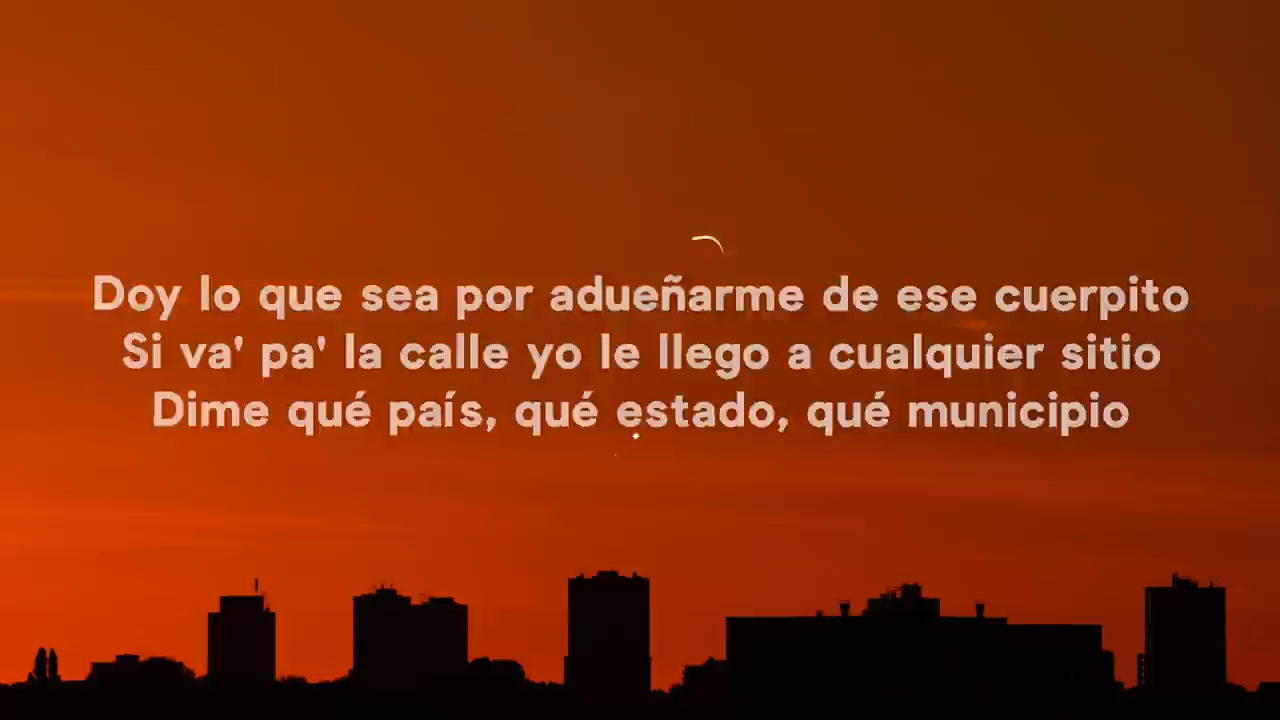 Doy lo que sea por adueñarme de ese cuerpito
Si va' pa' la calle yo le llego a cualquier sitio
Dime qué país, qué estado, qué municipio